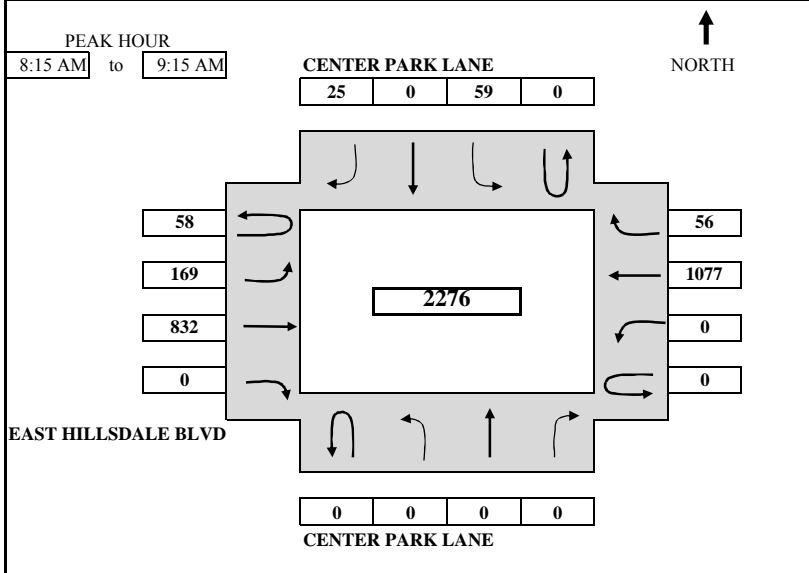 PEAK HOUR
8:15 AM to 9:15 AM
CENTER PARK LANE
NORTH
25 0 59 0
58 56
169 1077
2276
832 0
0 0
EAST HILLSDALE BLVD
0 0 0 0
CENTER PARK LANE